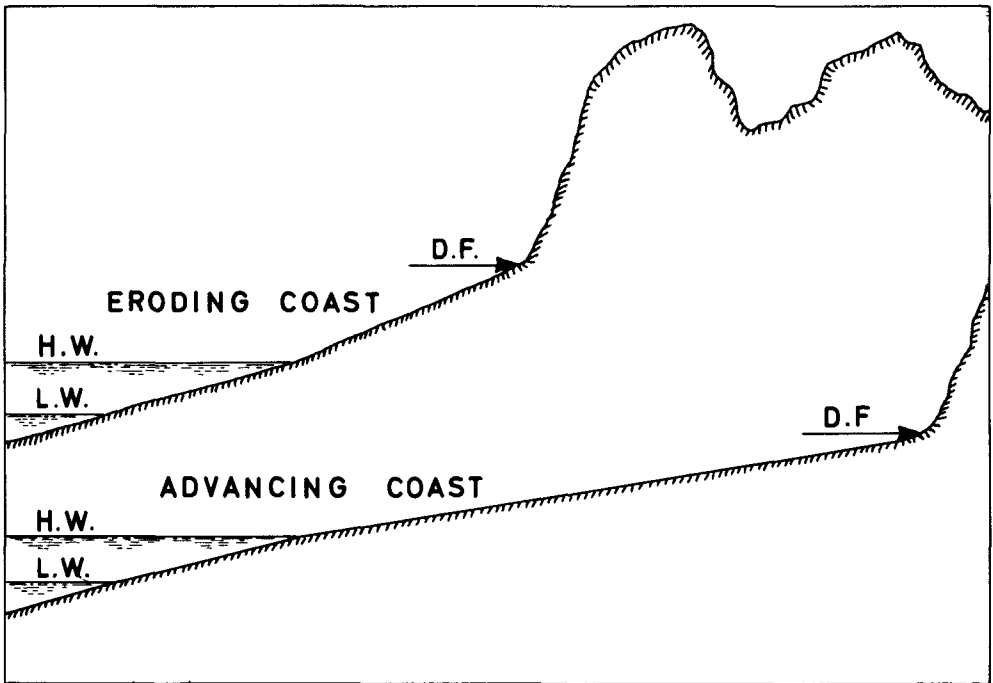 D.F.
ERODING COAST
H.W.
L.W.
D.F
ADVANCING COAST
H.W.
L.W.